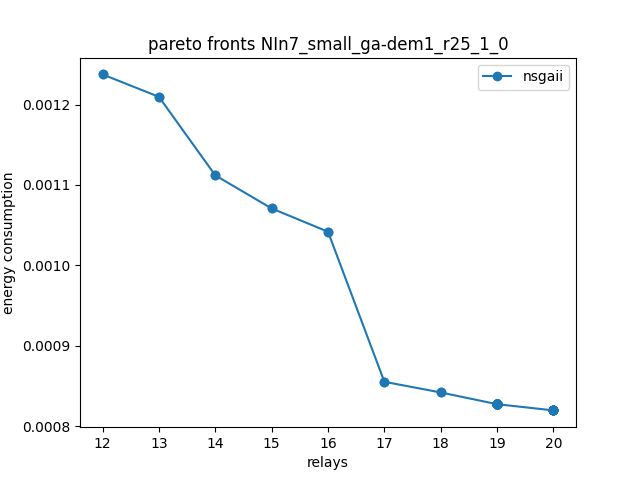 pareto fronts NIn7_small_ga-dem1_r25_1_0
nsgaii
energy consumption
0.0012
0.0011
0.0010
0.0009
0.0008
12 13 14 15 16 17 18 19 20
relays